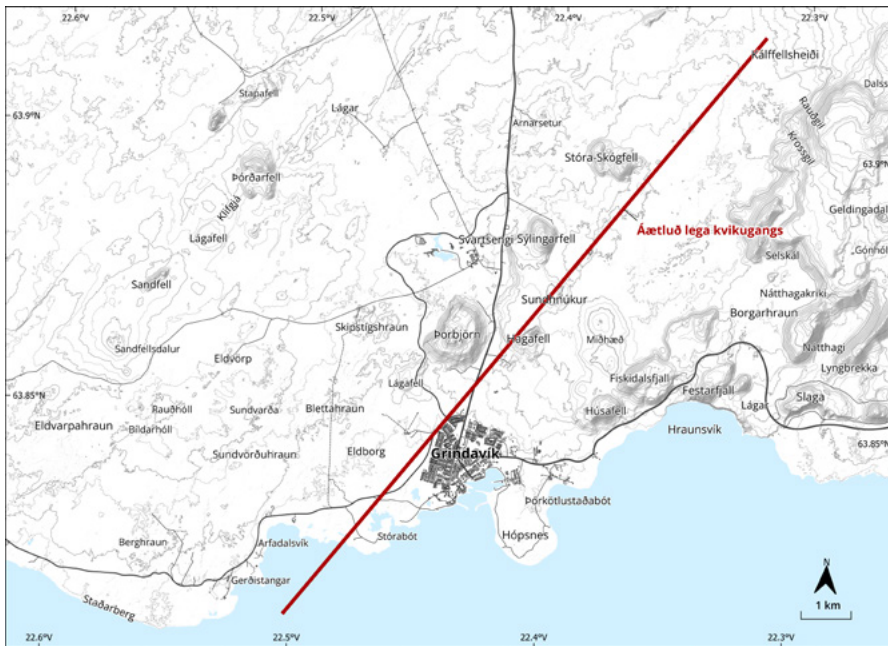 22.6°
22.5°
22.4°
22.3°
Kálffellsheiði
Stapafell
Dalss
Lágar
Rauðgil
63.9°N
Arnarsetur
Krossgil
Stóra-Skógfell
63.9°N
Þórðarfell
Klifgjá
Geldingadal
Áætluð lega kvikugangs
Lágafell
Svartsengi
Sýlingarfell
Selskál
Gónhóll
Sandfell
Nátthagakriki
Sundhnúkur
Borgarhraun
Skipstígshraun
Þorbjörn
Hagafell
Miðhæð
Sandfellsdalur
Eldvörp
Natthagi
Lyngbrekka
Fiskidalsfjall
Lágafell
63.85°N
Festarfjall
Slaga
Rauðhóll
Sundvarða
Blettahraun
Húsafell
Lágar
Eldvarpahraun
Bildarhóll
Hraunsvík
63.85°N
Sundvörðuhraun
Eldborg
Grindavík
Þórkötlustaðabót
Stórabót
Hópsnes
Berghraun
Arfadalsvík
Gerðistangar
N
Staðarberg
1 km
22.6°N
22.5°N
22.4°N
22.3°N